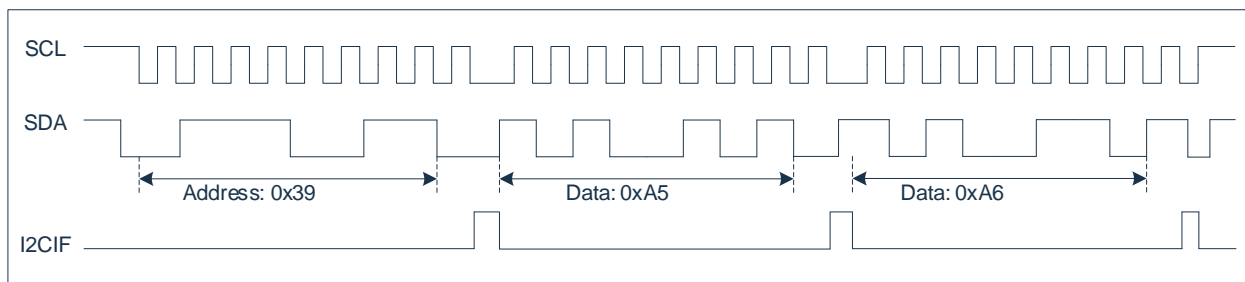 SCL
SDA
Address: 0x39 Data: 0xA5 Data: 0xA6
I2CIF